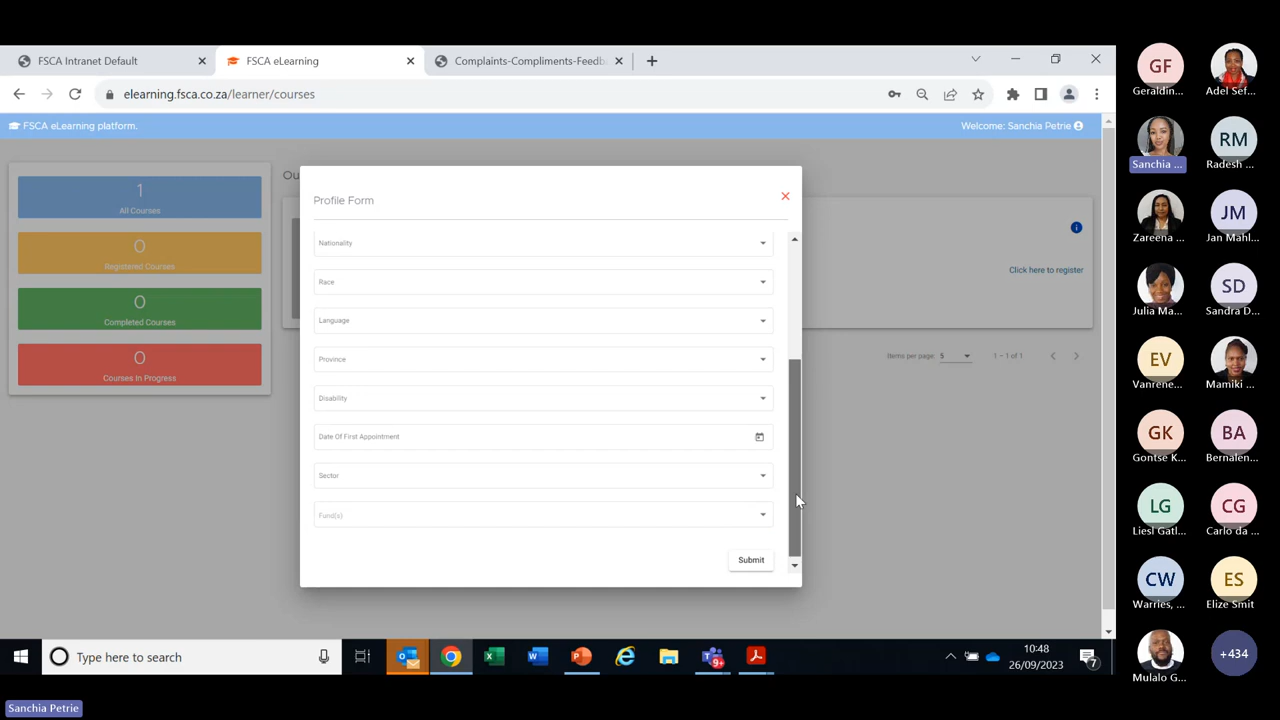 FSCA Intranet Default
FSCA eLearning
Complaints-Compliments-Feedb
elearning.fsca.co.za/learner/courses
FSCA eLearning platform.
Welcome: Sanchia Petrie
1
All Courses
0
Registered Courses
0
Completed Courses
0
Courses In Progress
Ou
Profile Form
Nationality
Race
Language
Province
Disability
Date Of First Appointment
Sector
Fund(s)
Submit
Click here to register
Items per page: 5
1 – 1 of 1
Type here to search
9+
10:48
26/09/2023
7
GF
Geraldin...
Adel Sef...
Sanchia ...
RM
Radesh ...
Zareena ...
JM
Jan Mahl...
Julia Ma...
SD
Sandra D...
EV
Vanrene...
Mamiki ...
GK
Gontse K...
BA
Bernalen...
LG
Liesl Gatl...
CG
Carlo da ...
CW
Warries, ...
ES
Elize Smit
Mulalo G...
+434
Sanchia Petrie